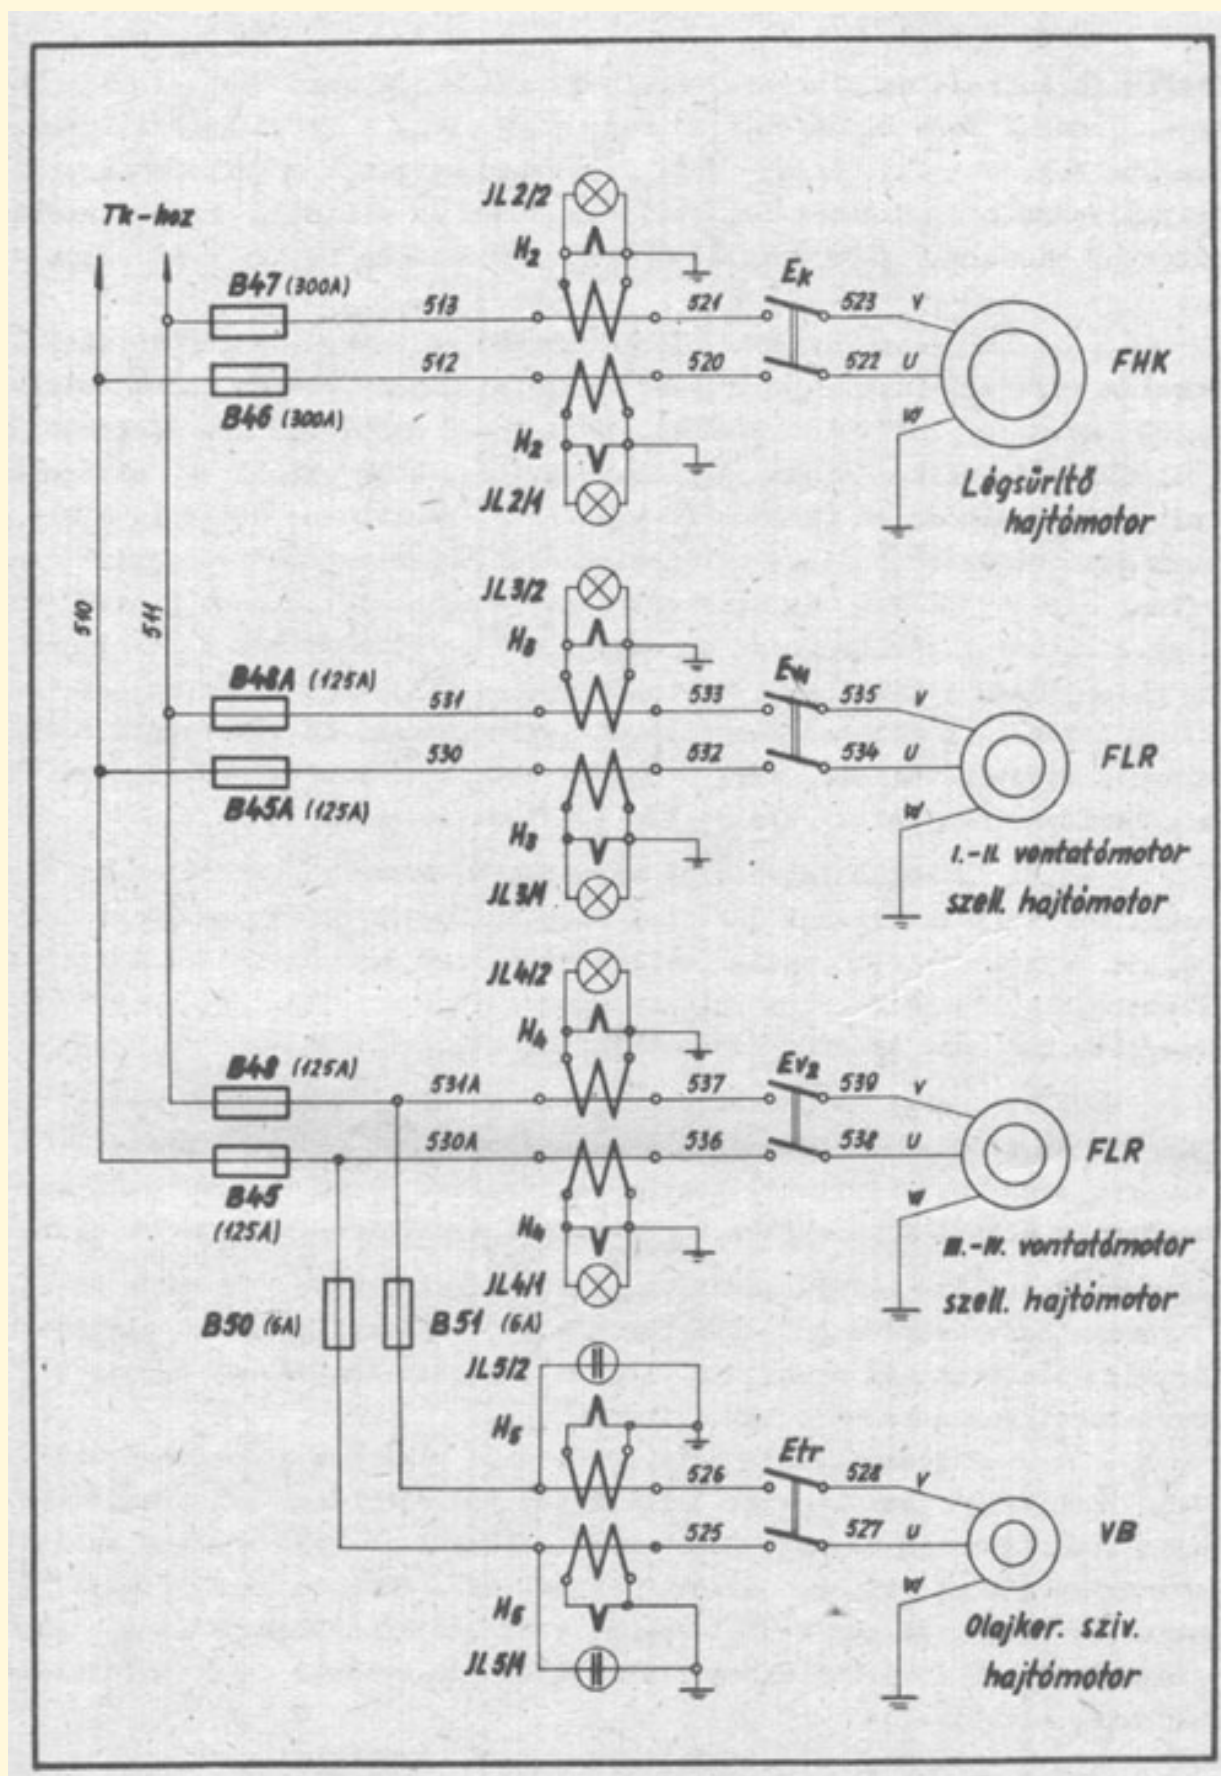 Tk-hoz
JL2/2
H2
B47 (300A)
513
521
Ek
523
V
512
520
522
U
FHK
B46 (300A)
W
H2
JL2/1
Légsűrítő
hajtómotor
510
511
JL3/2
H3
B48A (125A)
531
533
Ev1
535
V
530
532
534
U
FLR
B45A (125A)
W
H3
JL3/1
I.-II. vontatómotor
szell. hajtómotor
JL4/2
H4
B48 (125A)
531A
537
Ev2
539
V
530A
536
538
U
FLR
B45
(125A)
W
H4
JL4/1
III.-IV. vontatómotor
szell. hajtómotor
B50 (6A)
B51 (6A)
JL5/2
H5
526
Etr
528
V
525
527
U
VB
W
H5
JL5/1
Olajker. sziv.
hajtómotor